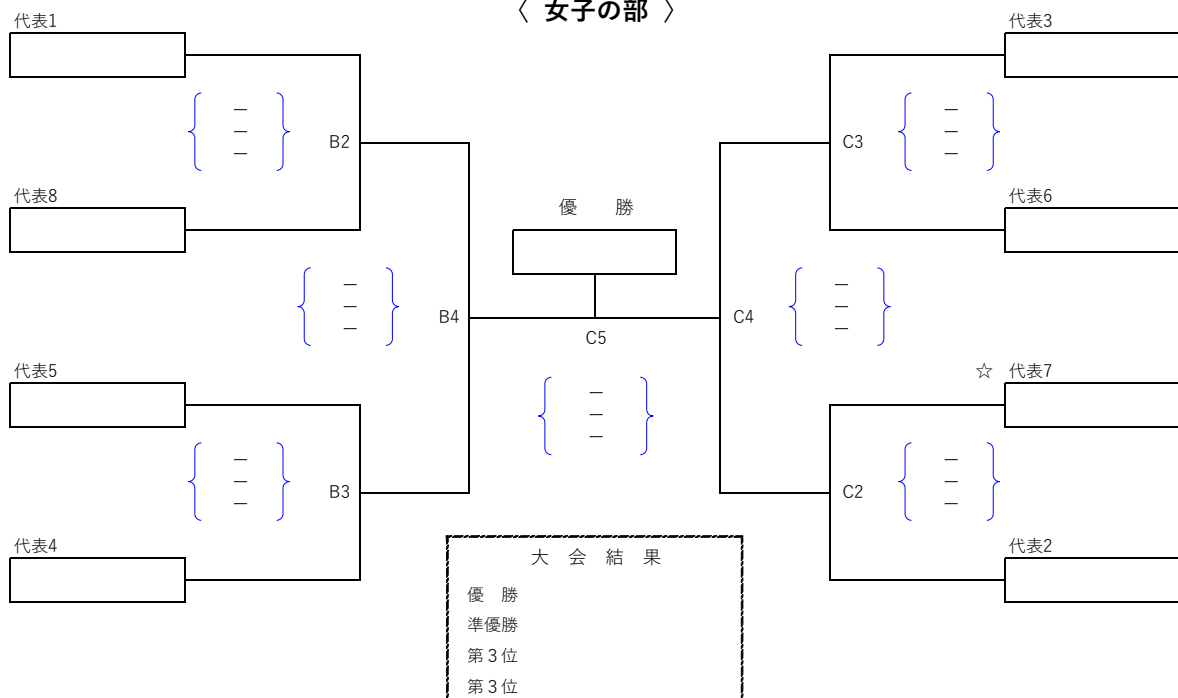 〈 女子の部 〉
代表1
代表3
―
―
―
B2
C3
―
―
―
代表8
代表6
優　勝
―
―
―
B4
C4
―
―
―
C5
代表5
☆ 代表7
―
―
―
―
―
―
B3
C2
―
―
―
代表4
代表2
大 会 結 果
優　勝
準優勝
第３位
第３位